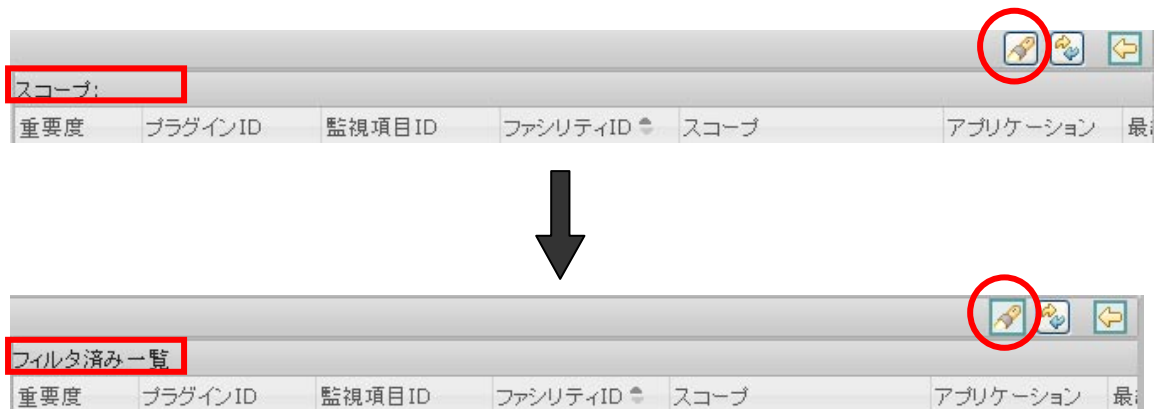 スコープ:
重要度 プラグインID 監視項目ID ファシリティID スコープ アプリケーション 最
フィルタ済み一覧
重要度 プラグインID 監視項目ID ファシリティID スコープ アプリケーション 最